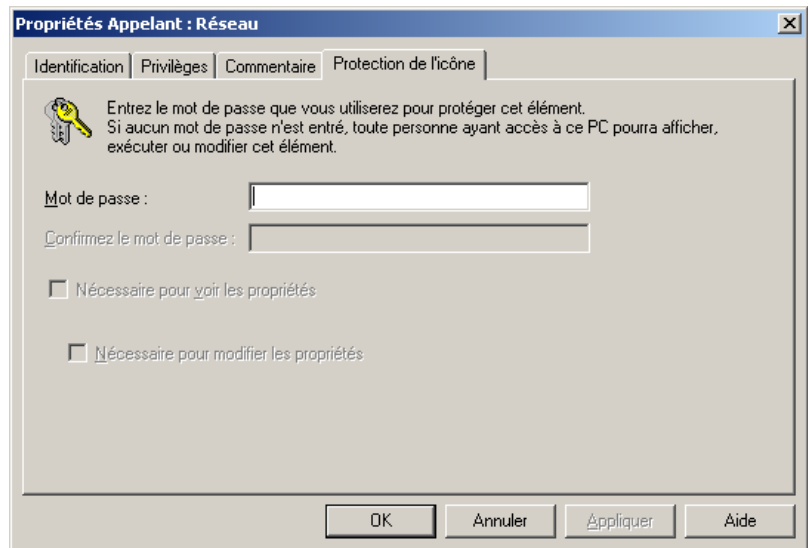 Propriétés Appelant : Réseau
Identification Privilèges Commentaire Protection de l'icône
Entrez le mot de passe que vous utiliserez pour protéger cet élément.
Si aucun mot de passe n'est entré, toute personne ayant accès à ce PC pourra afficher,
exécuter ou modifier cet élément.
Mot de passe :
Confirmez le mot de passe :
Nécessaire pour voir les propriétés
Nécessaire pour modifier les propriétés
OK Annuler Appliquer Aide